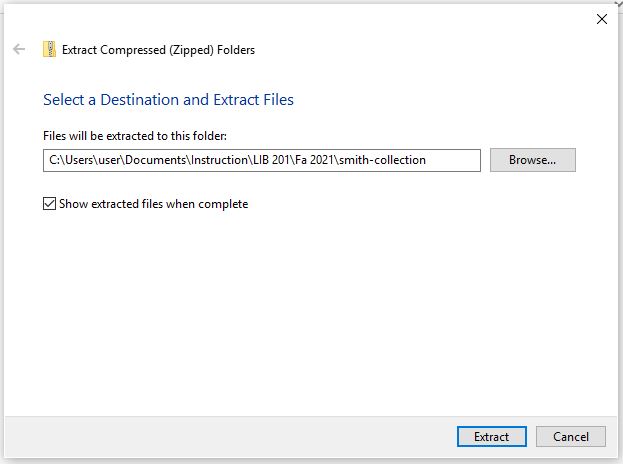 Extract Compressed (Zipped) Folders
Select a Destination and Extract Files
Files will be extracted to this folder:
C:\Users\user\Documents\Instruction\LIB 201\Fa 2021\smith-collection
Browse...
Show extracted files when complete
Extract
Cancel